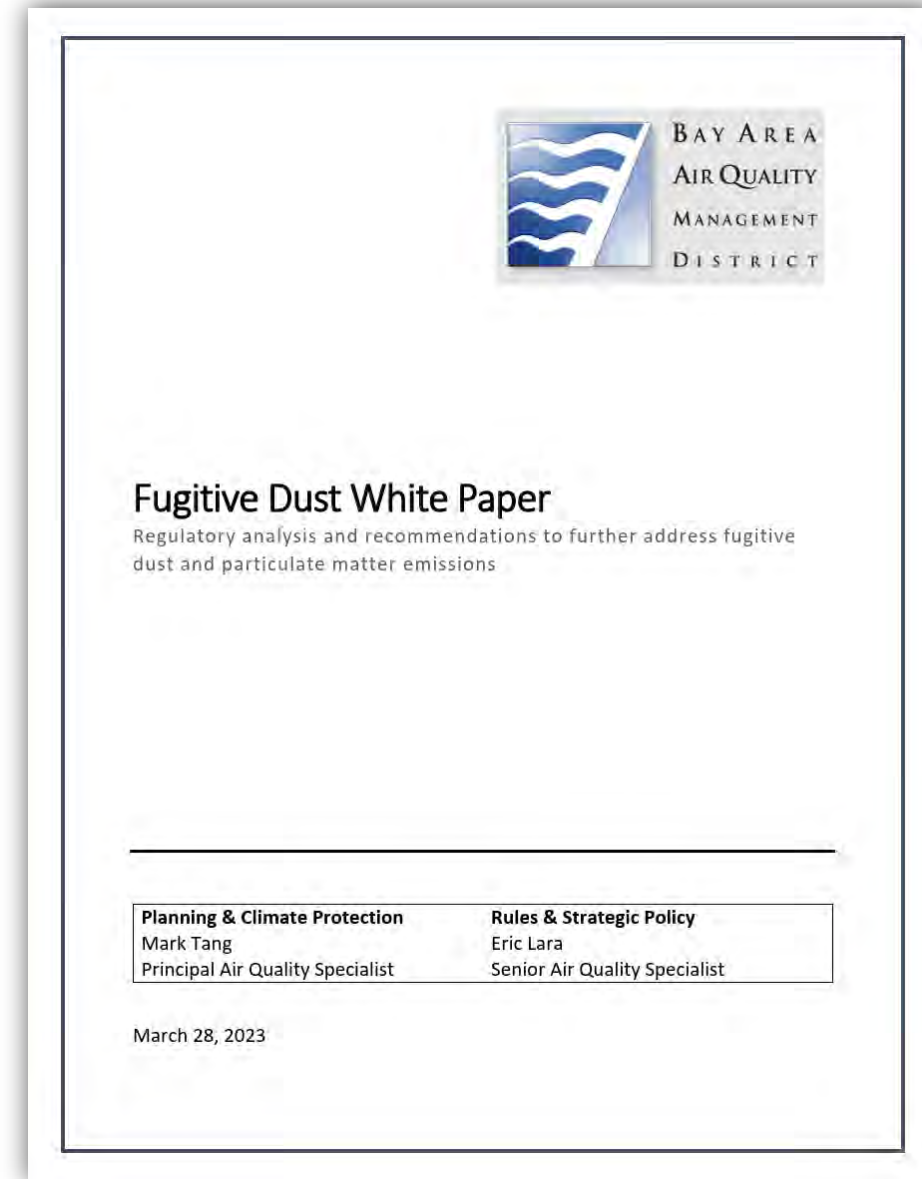 BAY AREA
AIR QUALITY
MANAGEMENT
DISTRICT
Fugitive Dust White Paper
Regulatory analysis and recommendations to further address fugitive
dust and particulate matter emissions
Planning & Climate Protection Rules & Strategic Policy
Mark Tang Eric Lara
Principal Air Quality Specialist Senior Air Quality Specialist
March 28, 2023